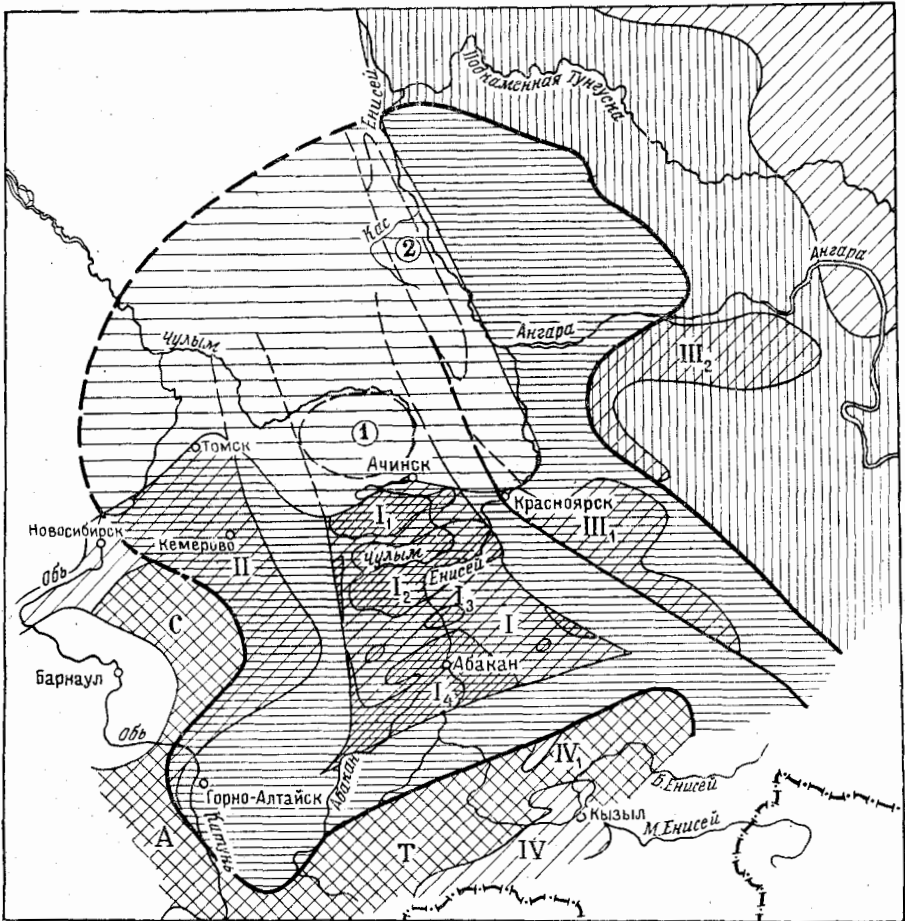 Подкаменная Тунгуска
Енисей
Кас
2
Ангара
Ангара
Чулым
III₂
1
Томск
Ачинск
Красноярск
I₁
III₁
Новосибирск
Кемерово
Чулым
II
Енисей
Обь
I₂
I₃
I
С
Абакан
Барнаул
I₄
Обь
IV₁
Б.Енисей
Абакан
Горно-Алтайск
Кызыл
М.Енисей
А
Катунь
Т
IV